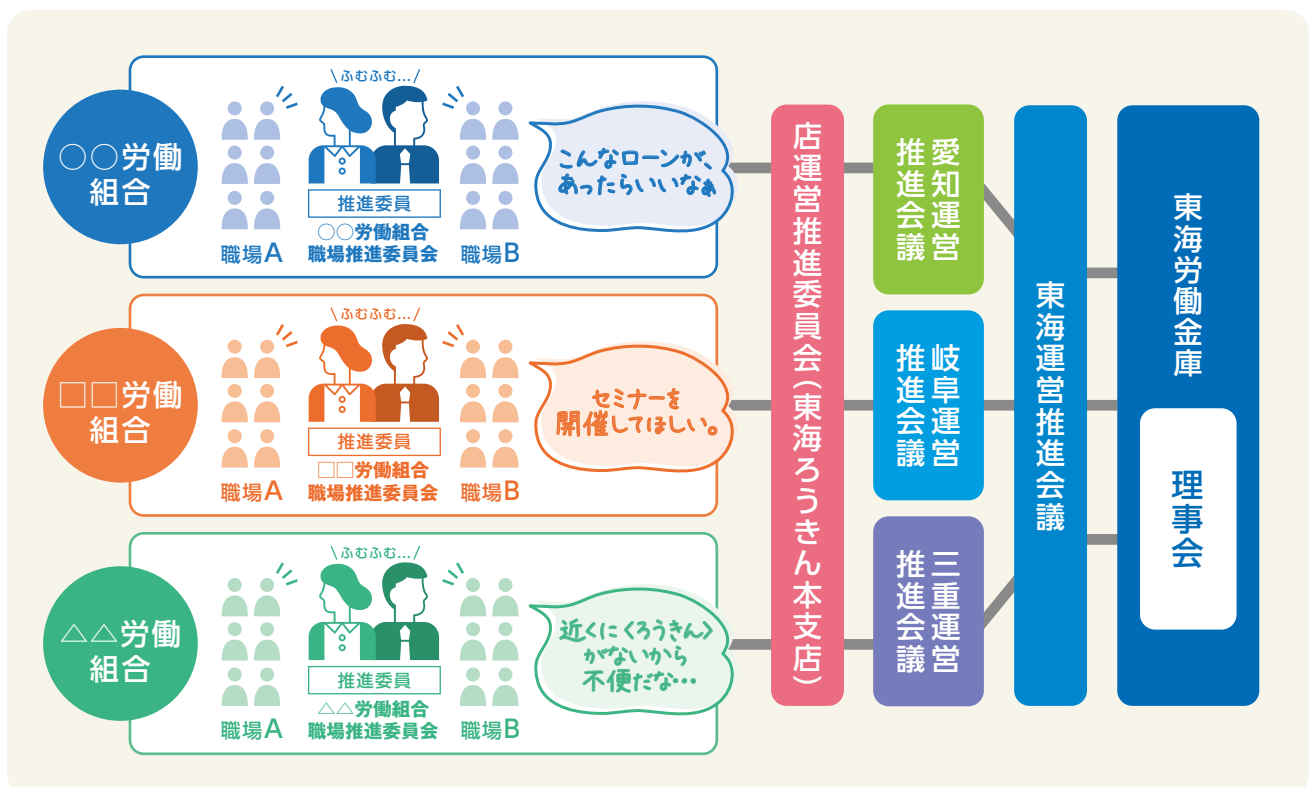 ○○労働
組合
\ふむふむ…/
推進委員
○○労働組合
職場推進委員会
職場A
職場B
こんなローンが、
あったらいいなぁ
□□労働
組合
\ふむふむ…/
推進委員
□□労働組合
職場推進委員会
職場A
職場B
セミナーを
開催してほしい。
△△労働
組合
\ふむふむ…/
推進委員
△△労働組合
職場推進委員会
職場A
職場B
近くに〈ろうきん〉
がないから
不便だな…
店運営推進委員会（東海ろうきん本支店）
愛知運営
推進会議
岐阜運営
推進会議
三重運営
推進会議
東海運営推進会議
東海労働金庫
理事会